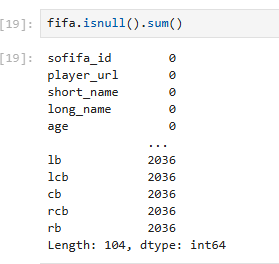 [19]: fifa.isnull().sum()
[19]: sofifa_id 0
player_url 0
short_name 0
long_name 0
age 0
...
lb 2036
lcb 2036
cb 2036
rcb 2036
rb 2036
Length: 104, dtype: int64